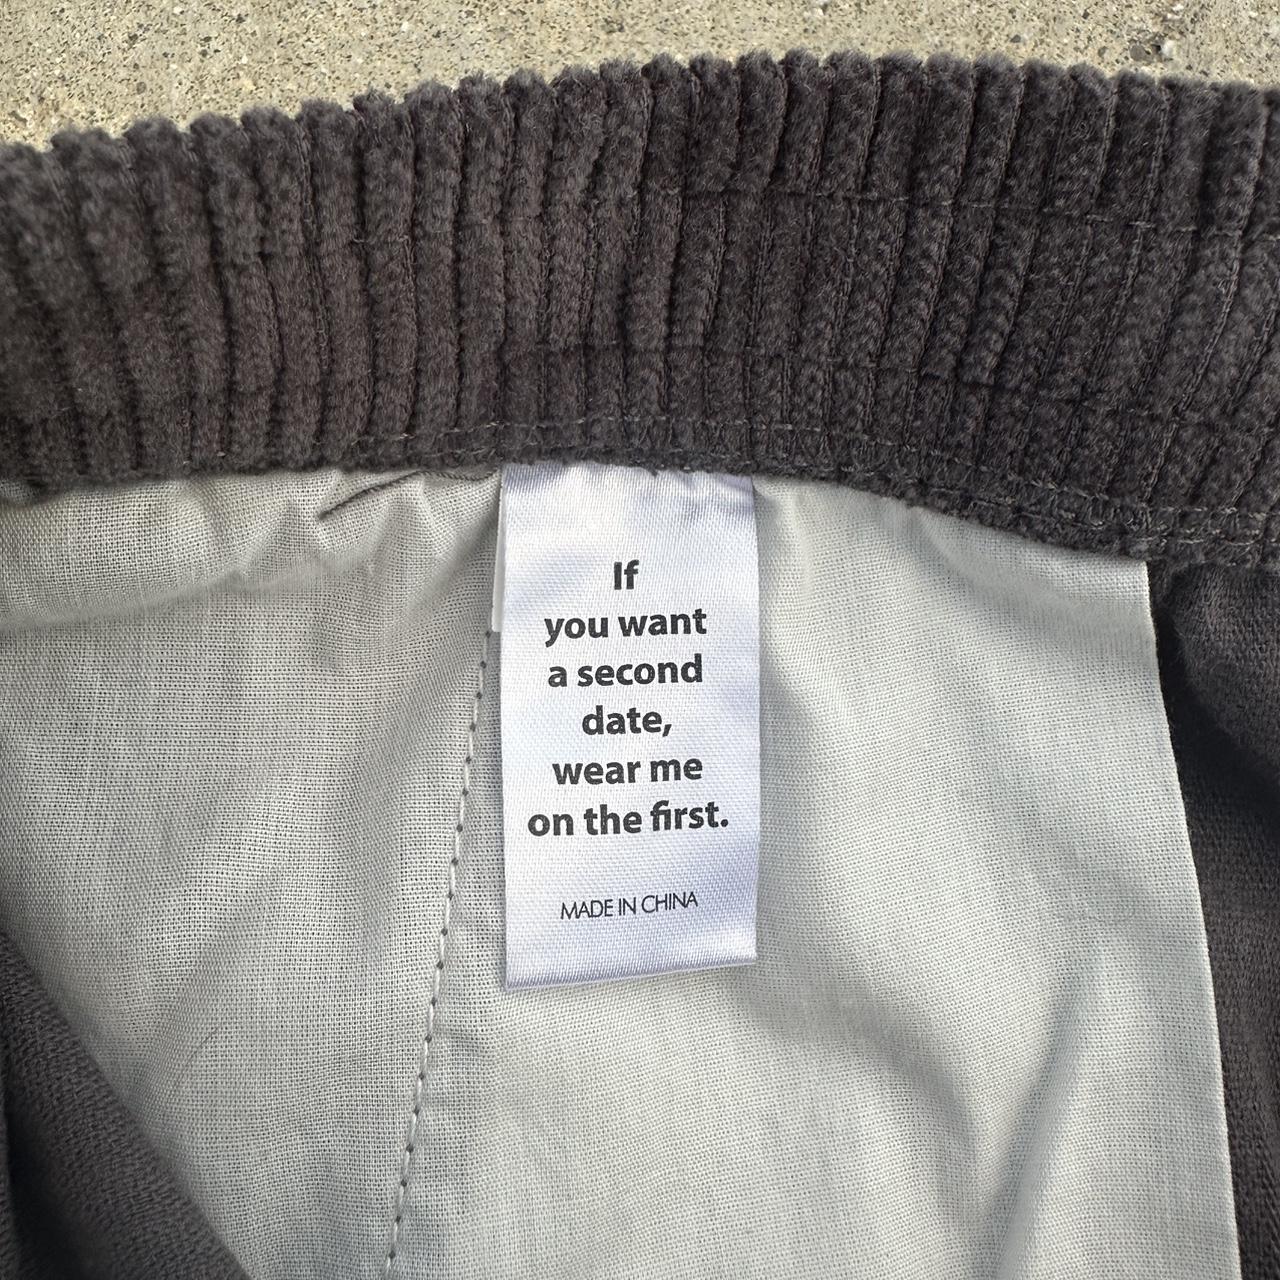 If
you want
a second
date,
wear me
on the first.
MADE IN CHINA